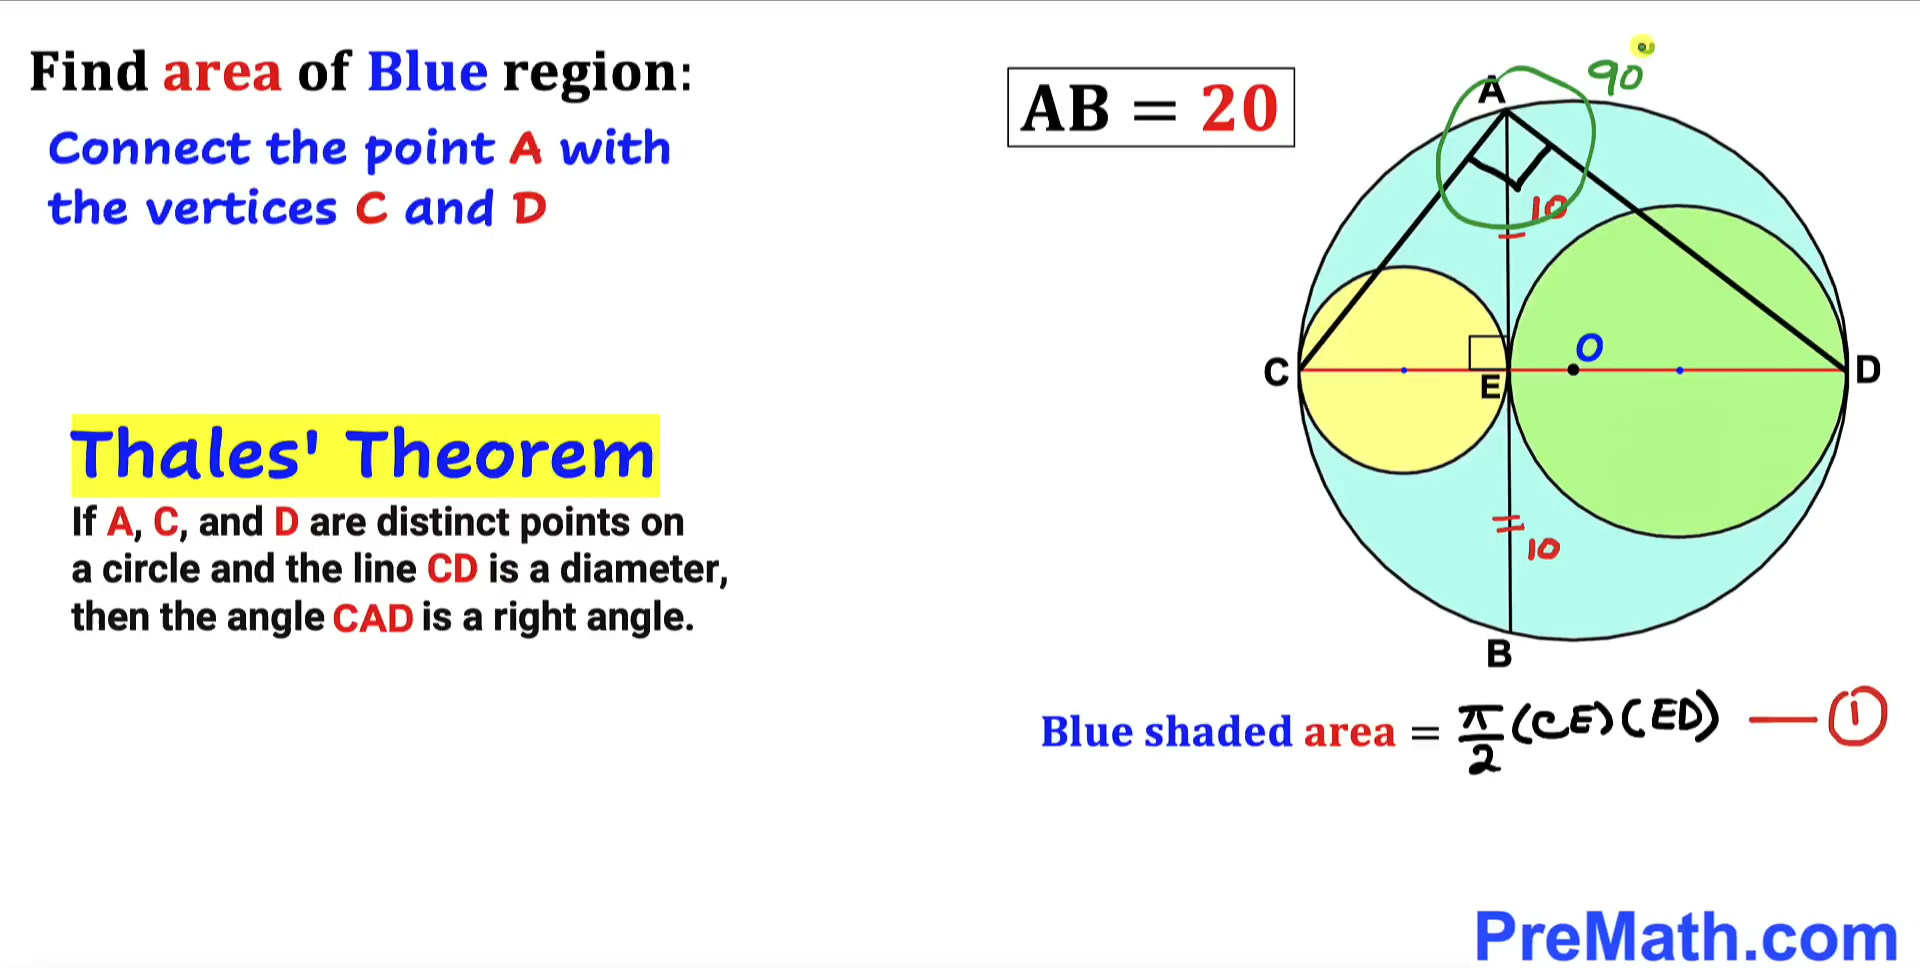 Find area of Blue region:
Connect the point A with
the vertices C and D
Thales' Theorem
If A, C, and D are distinct points on
a circle and the line CD is a diameter,
then the angle CAD is a right angle.
AB = 20
90°
A
10
O
C
E
D
10
B
Blue shaded area = π/2 (CE)(ED) — ①
PreMath.com